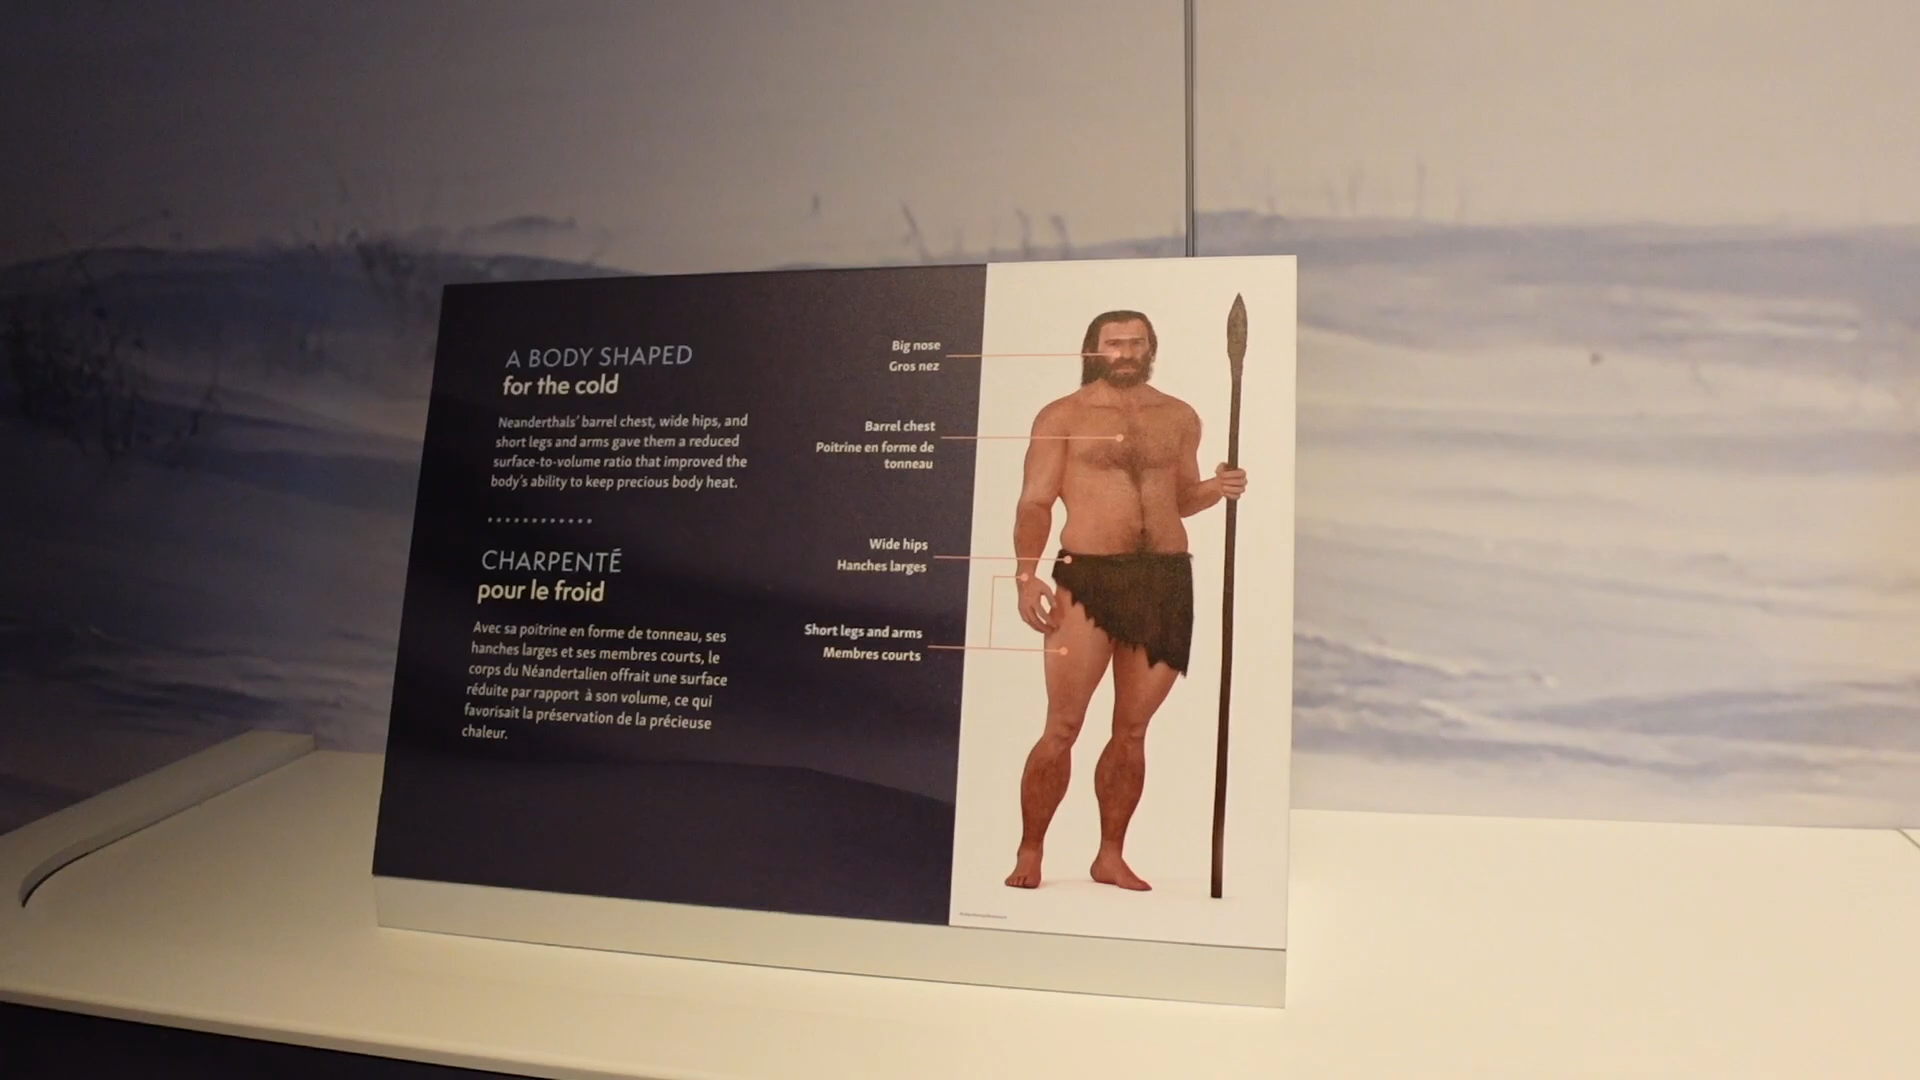 A BODY SHAPED
for the cold
Neanderthals' barrel chest, wide hips, and
short legs and arms gave them a reduced
surface-to-volume ratio that improved the
body's ability to keep precious body heat.
CHARPENTÉ
pour le froid
Avec sa poitrine en forme de tonneau, ses
hanches larges et ses membres courts, le
corps du Néandertalien offrait une surface
réduite par rapport à son volume, ce qui
favorisait la préservation de la précieuse
chaleur.
Big nose
Gros nez
Barrel chest
Poitrine en forme de
tonneau
Wide hips
Hanches larges
Short legs and arms
Membres courts